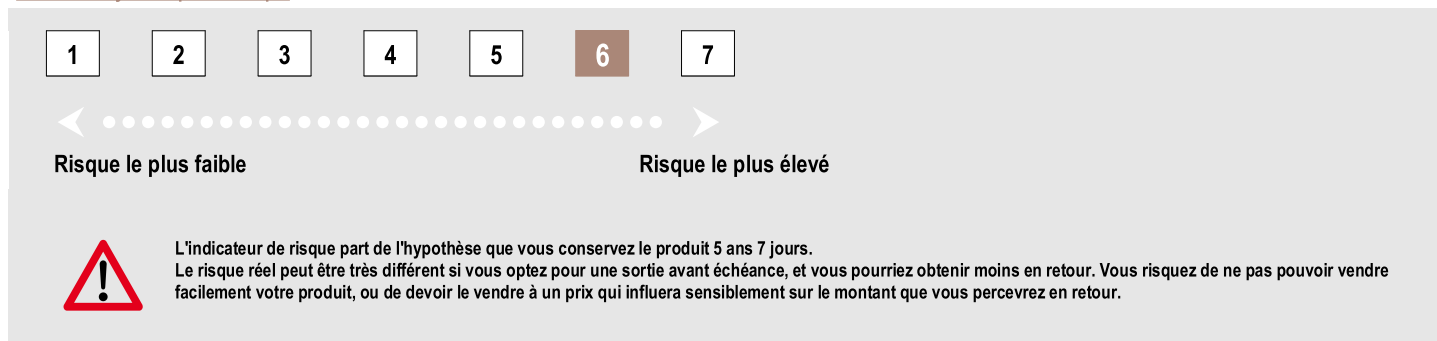 1 2 3 4 5 6 7
Risque le plus faible Risque le plus élevé
L'indicateur de risque part de l'hypothèse que vous conservez le produit 5 ans 7 jours.
Le risque réel peut être très différent si vous optez pour une sortie avant échéance, et vous pourriez obtenir moins en retour. Vous risquez de ne pas pouvoir vendre
facilement votre produit, ou de devoir le vendre à un prix qui influera sensiblement sur le montant que vous percevrez en retour.